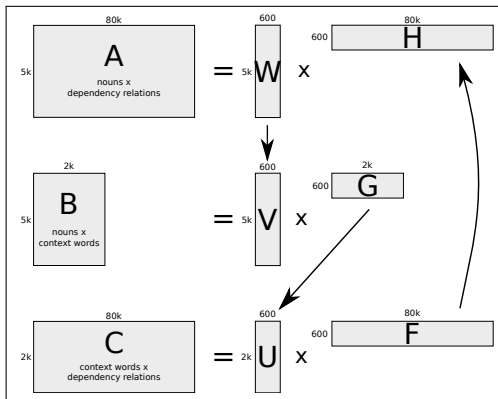 80k
5k
A
nouns x
dependency relations
=
600
5k
W
x
80k
600
H
2k
5k
B
nouns x
context words
=
600
5k
V
x
2k
600
G
80k
2k
C
context words x
dependency relations
=
600
2k
U
x
80k
600
F